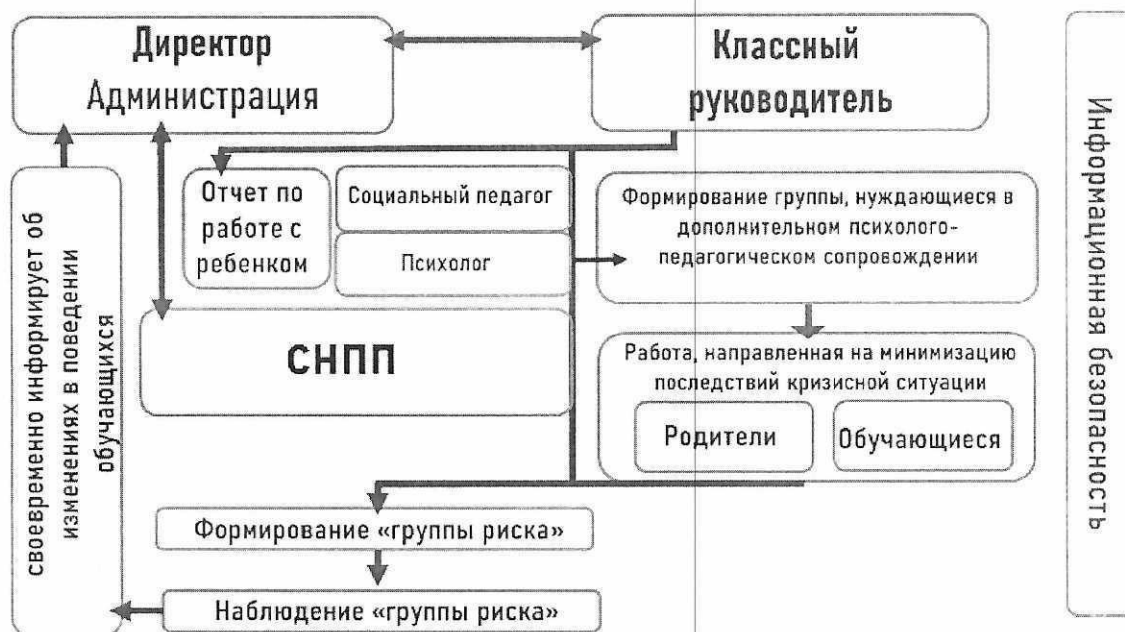 Директор
Администрация
Классный
руководитель
Отчет по
работе с
ребенком
Социальный педагог
Психолог
Формирование группы, нуждающиеся в
дополнительном психолого-
педагогическом сопровождении
СНПП
Работа, направленная на минимизацию
последствий кризисной ситуации
Родители
Обучающиеся
Формирование «группы риска»
Наблюдение «группы риска»
своевременно информирует об
изменениях в поведении
обучающихся
Информационная безопасность